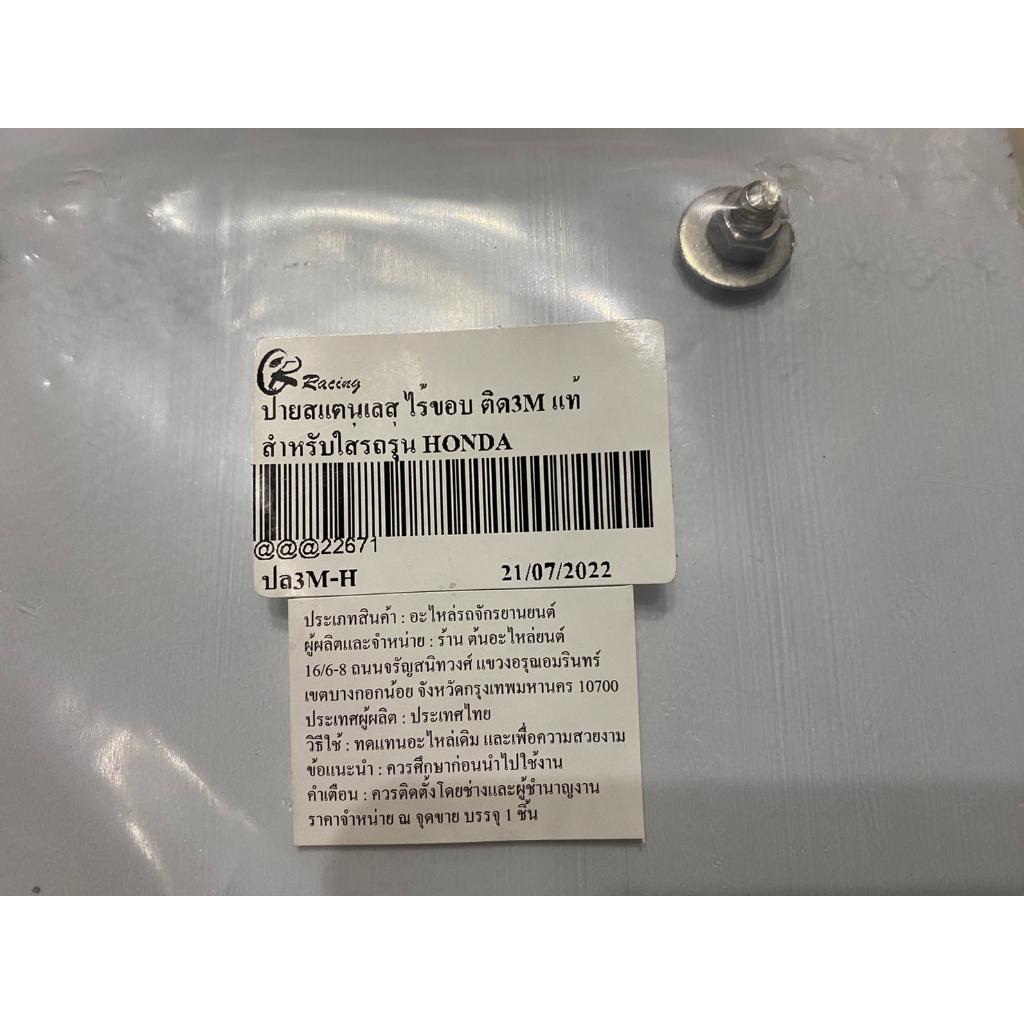 CR Racing
ป้ายสแตนเลส ไร้ขอบ ติด3M แท้
สำหรับใสรถรุ่น HONDA
@@@22671
ปล3M-H 21/07/2022
ประเภทสินค้า : อะไหล่รถจักรยานยนต์
ผู้ผลิตและจำหน่าย : ร้าน ต้นอะไหล่ยนต์
16/6-8 ถนนจรัญสนิทวงศ์ แขวงอรุณอมรินทร์
เขตบางกอกน้อย จังหวัดกรุงเทพมหานคร 10700
ประเทศผู้ผลิต : ประเทศไทย
วิธีใช้ : ทดแทนอะไหล่เดิม และเพื่อความสวยงาม
ข้อแนะนำ : ควรศึกษาก่อนนำไปใช้งาน
คำเตือน : ควรติดตั้งโดยช่างและผู้ชำนาญงาน
ราคาจำหน่าย ณ จุดขาย บรรจุ 1 ชิ้น